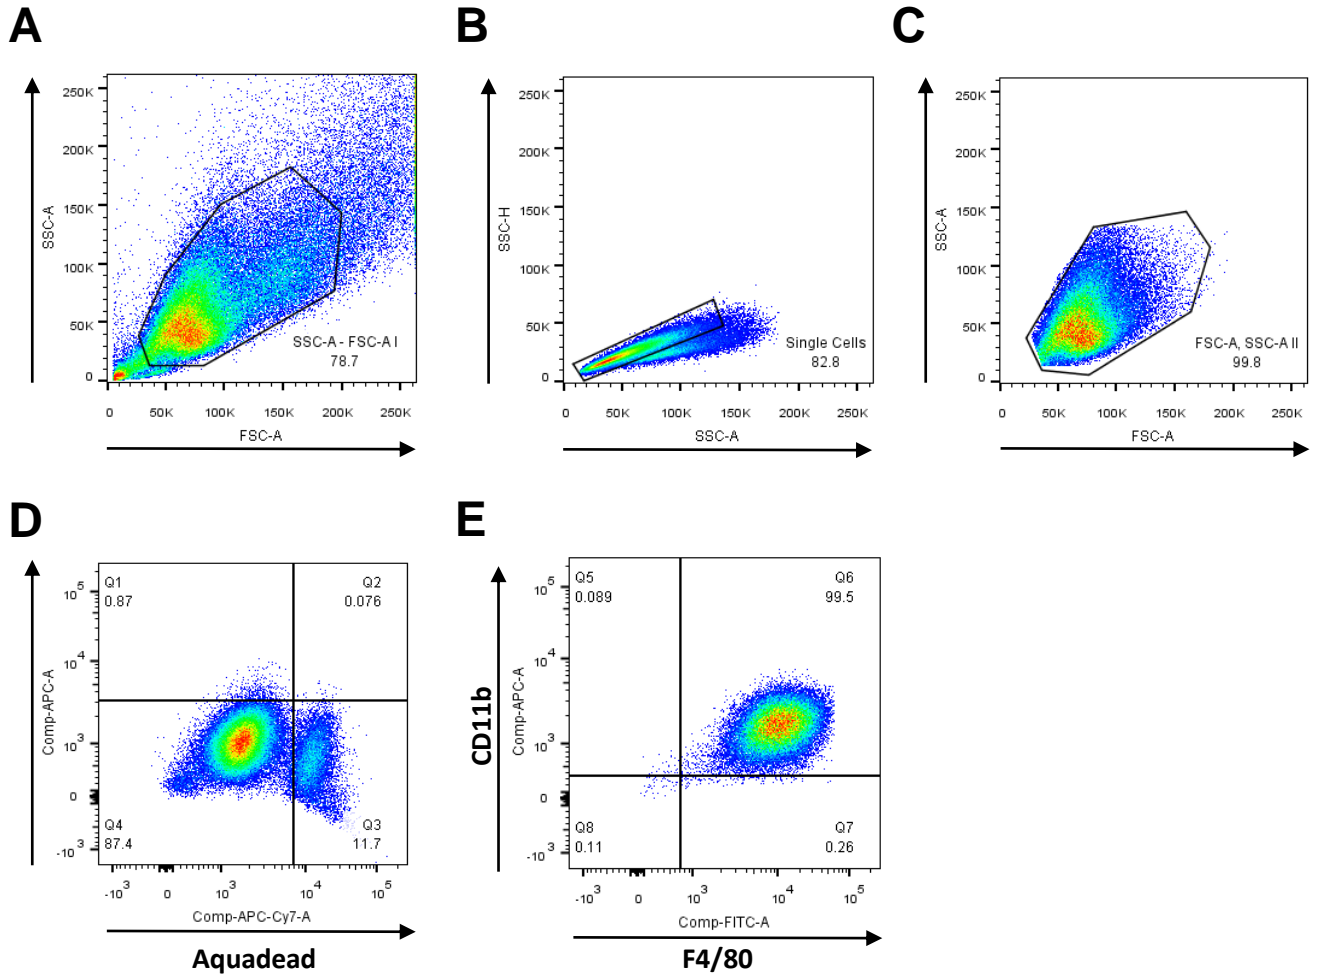 A
B
C
250K
200K
150K
100K
50K
0
SSC-A
SSC-A - FSC-A I
78.7
0 50K 100K 150K 200K 250K
FSC-A
250K
200K
150K
100K
50K
0
SSC-H
Single Cells
82.8
0 50K 100K 150K 200K 250K
SSC-A
250K
200K
150K
100K
50K
0
SSC-A
FSC-A, SSC-A II
99.8
0 50K 100K 150K 200K 250K
FSC-A
D
E
Q1
0.87
Q2
0.076
10^5
10^4
10^3
0
-10^3
Comp-APC-A
Q4
87.4
Q3
11.7
-10^3 0 10^3 10^4 10^5
Comp-APC-Cy7-A
Aquadead
Q5
0.089
Q6
99.5
10^5
10^4
10^3
0
-10^3
CD11b
Comp-APC-A
Q8
0.11
Q7
0.26
-10^3 0 10^3 10^4 10^5
Comp-FITC-A
F4/80